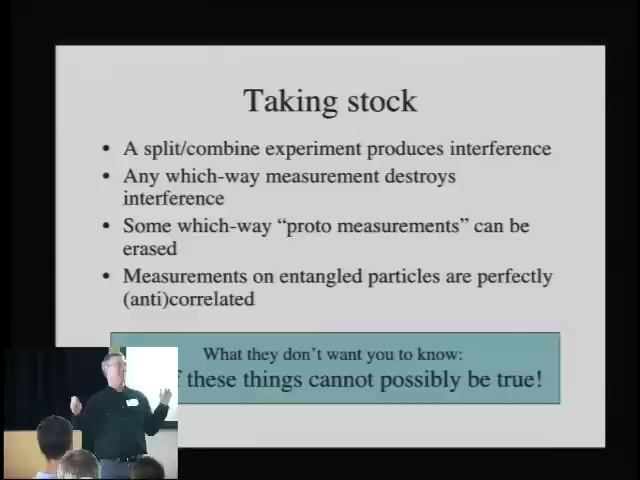 Taking stock
• A split/combine experiment produces interference
• Any which-way measurement destroys
interference
• Some which-way “proto measurements” can be
erased
• Measurements on entangled particles are perfectly
(anti)correlated
What they don’t want you to know:
these things cannot possibly be true!